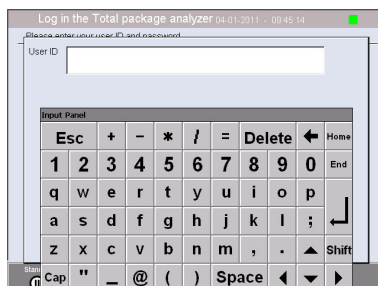 Log in the Total package analyzer 04-01-2011 - 09:45 14
Please enter your user ID and password
User ID
Input Panel
Esc + - * / = Delete 🠸 Home
1 2 3 4 5 6 7 8 9 0 End
q w e r t y u i o p
a s d f g h j k l ;
z x c v b n m , . ▲ Shift
Cap " _ @ ( ) Space ◀ ▼ ▶